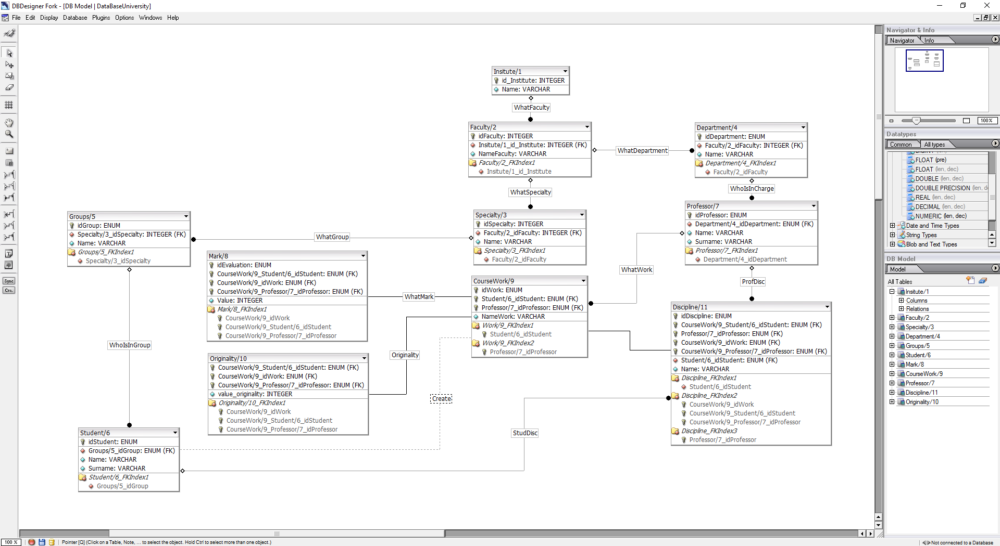 DBDesigner Fork - [DB Model | DataBaseUniversity]
File Edit Display Database Plugins Options Windows Help
Insitute/1
id_Institute: INTEGER
Name: VARCHAR
WhatFaculty
Faculty/2
idFaculty: INTEGER
Insitute/1_id_Institute: INTEGER (FK)
NameFaculty: VARCHAR
Faculty/2_FKIndex1
Insitute/1_id_Institute
WhatDepartment
Department/4
idDepartment: ENUM
Faculty/2_idFaculty: INTEGER (FK)
Name: VARCHAR
Department/4_FKIndex1
Faculty/2_idFaculty
WhatSpecialty
WhoIsInCharge
Groups/5
idGroup: ENUM
Specialty/3_idSpecialty: INTEGER (FK)
Name: VARCHAR
Groups/5_FKIndex1
Specialty/3_idSpecialty
WhatGroup
Specialty/3
idSpecialty: INTEGER
Faculty/2_idFaculty: INTEGER (FK)
Name: VARCHAR
Specialty/3_FKIndex1
Faculty/2_idFaculty
Professor/7
idProfessor: ENUM
Department/4_idDepartment: ENUM (FK)
Name: VARCHAR
Surname: VARCHAR
Professor/7_FKIndex1
Department/4_idDepartment
Mark/8
idEvaluation: ENUM
CourseWork/9_Student/6_idStudent: ENUM (FK)
CourseWork/9_idWork: ENUM (FK)
CourseWork/9_Professor/7_idProfessor: ENUM (FK)
Value: INTEGER
Mark/8_FKIndex1
CourseWork/9_idWork
CourseWork/9_Student/6_idStudent
CourseWork/9_Professor/7_idProfessor
WhatMark
CourseWork/9
idWork: ENUM
Student/6_idStudent: ENUM (FK)
Professor/7_idProfessor: ENUM (FK)
NameWork: VARCHAR
Work/9_FKIndex1
Student/6_idStudent
Work/9_FKIndex2
Professor/7_idProfessor
WhatWork
ProfDisc
Discipline/11
idDiscipline: ENUM
CourseWork/9_Student/6_idStudent: ENUM (FK)
Professor/7_idProfessor: ENUM (FK)
CourseWork/9_idWork: ENUM (FK)
CourseWork/9_Professor/7_idProfessor: ENUM (FK)
Student/6_idStudent: ENUM (FK)
Name: VARCHAR
Discipline_FKIndex1
Student/6_idStudent
Discipline_FKIndex2
CourseWork/9_idWork
CourseWork/9_Student/6_idStudent
CourseWork/9_Professor/7_idProfessor
Discipline_FKIndex3
Professor/7_idProfessor
WhoIsInGroup
Originality
Originality/10
CourseWork/9_Student/6_idStudent: ENUM (FK)
CourseWork/9_idWork: ENUM (FK)
CourseWork/9_Professor/7_idProfessor: ENUM (FK)
value_originality: INTEGER
Originality/10_FKIndex1
CourseWork/9_idWork
CourseWork/9_Student/6_idStudent
CourseWork/9_Professor/7_idProfessor
Create
StudDisc
Student/6
idStudent: ENUM
Groups/5_idGroup: ENUM (FK)
Name: VARCHAR
Surname: VARCHAR
Student/6_FKIndex1
Groups/5_idGroup
Sync
Cre.
Navigator & Info
Navigator Info
100%
Datatypes
Common All types
FLOAT (pre)
FLOAT (len, dec)
DOUBLE (len, dec)
DOUBLE PRECISION (len, d
REAL (len, dec)
DECIMAL (len, dec)
NUMERIC (len, dec)
Date and Time Types
String Types
Blob and Text Types
DB Model
Model
All Tables
Insitute/1
Columns
Relations
Faculty/2
Specialty/3
Department/4
Groups/5
Student/6
Mark/8
CourseWork/9
Professor/7
Discipline/11
Originality/10
100 % Pointer [Q] (Click on a Table, Note, ... to select the object. Hold Ctrl to select more than one object.) Not connected to a Database